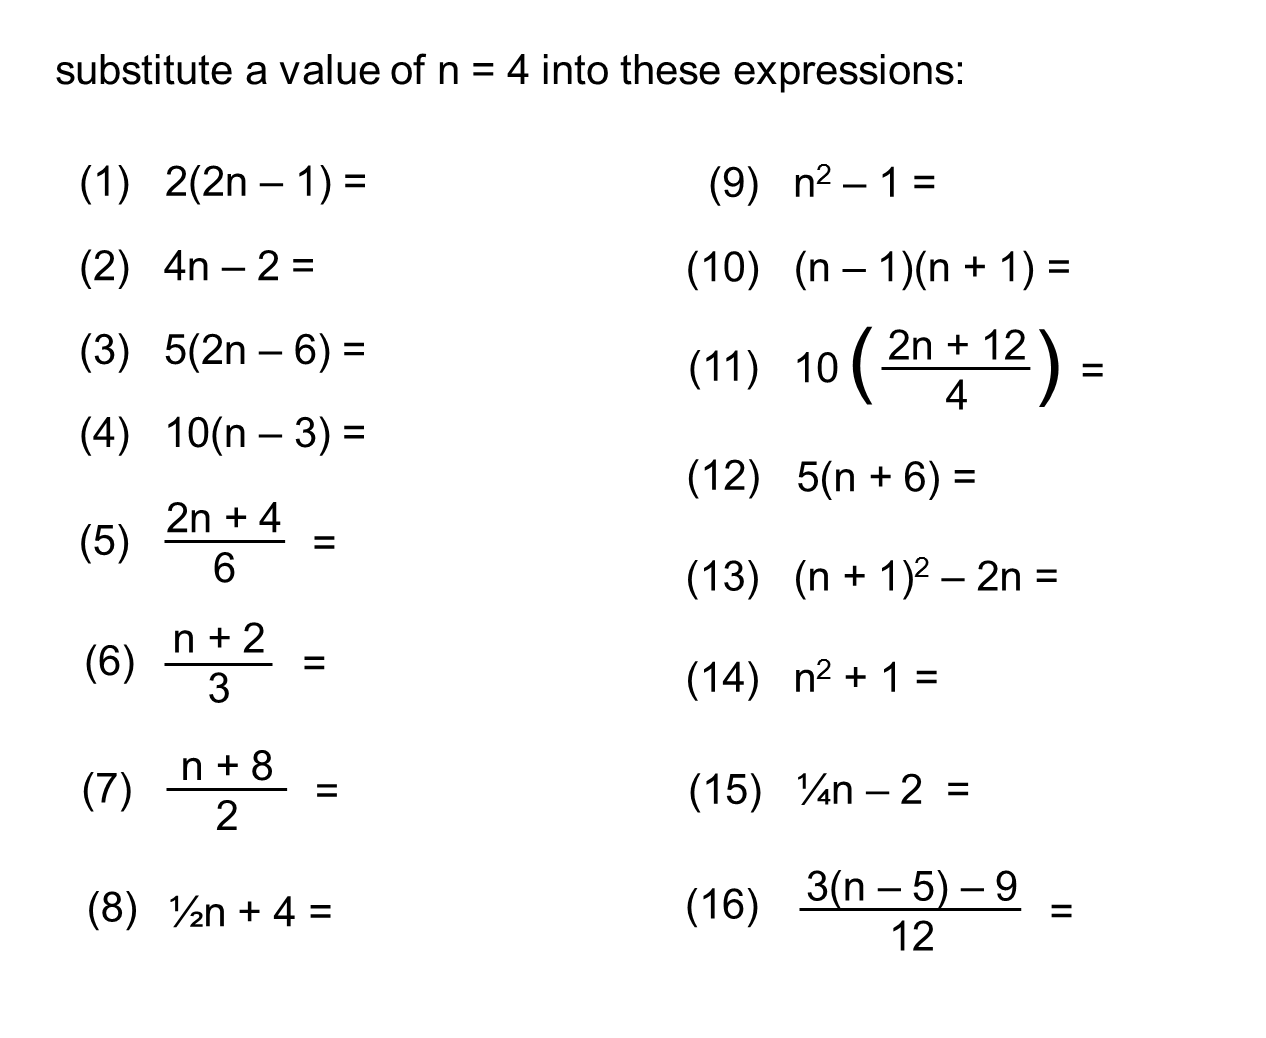 substitute a value of n = 4 into these expressions:
(1) 2(2n – 1) =
(2) 4n – 2 =
(3) 5(2n – 6) =
(4) 10(n – 3) =
(5) 2n + 4
6 =
(6) n + 2
3 =
(7) n + 8
2 =
(8) ½n + 4 =
(9) n² – 1 =
(10) (n – 1)(n + 1) =
(11) 10 ( 2n + 12
4 ) =
(12) 5(n + 6) =
(13) (n + 1)² – 2n =
(14) n² + 1 =
(15) ¼n – 2 =
(16) 3(n – 5) – 9
12 =